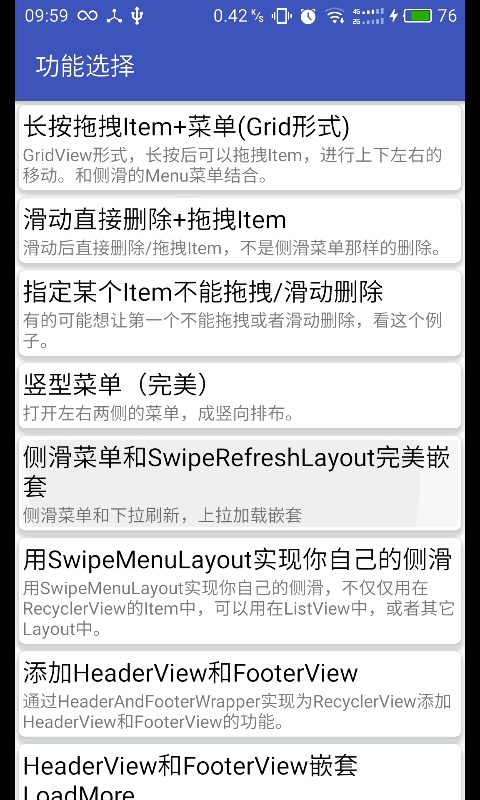 09:59 0.42 K/s 4G 2G 76
功能选择
长按拖拽Item+菜单(Grid形式)
GridView形式，长按后可以拖拽Item，进行上下左右的
移动。和侧滑的Menu菜单结合。
滑动直接删除+拖拽Item
滑动后直接删除/拖拽Item，不是侧滑菜单那样的删除。
指定某个Item不能拖拽/滑动删除
有的可能想让第一个不能拖拽或者滑动删除，看这个例
子。
竖型菜单（完美）
打开左右两侧的菜单，成竖向排布。
侧滑菜单和SwipeRefreshLayout完美嵌
套
侧滑菜单和下拉刷新，上拉加载嵌套
用SwipeMenuLayout实现你自己的侧滑
用SwipeMenuLayout实现你自己的侧滑，不仅仅用在
RecyclerView的Item中，可以用在ListView中，或者其它
Layout中。
添加HeaderView和FooterView
通过HeaderAndFooterWrapper实现为RecyclerView添加
HeaderView和FooterView的功能。
HeaderView和FooterView嵌套
LoadMore